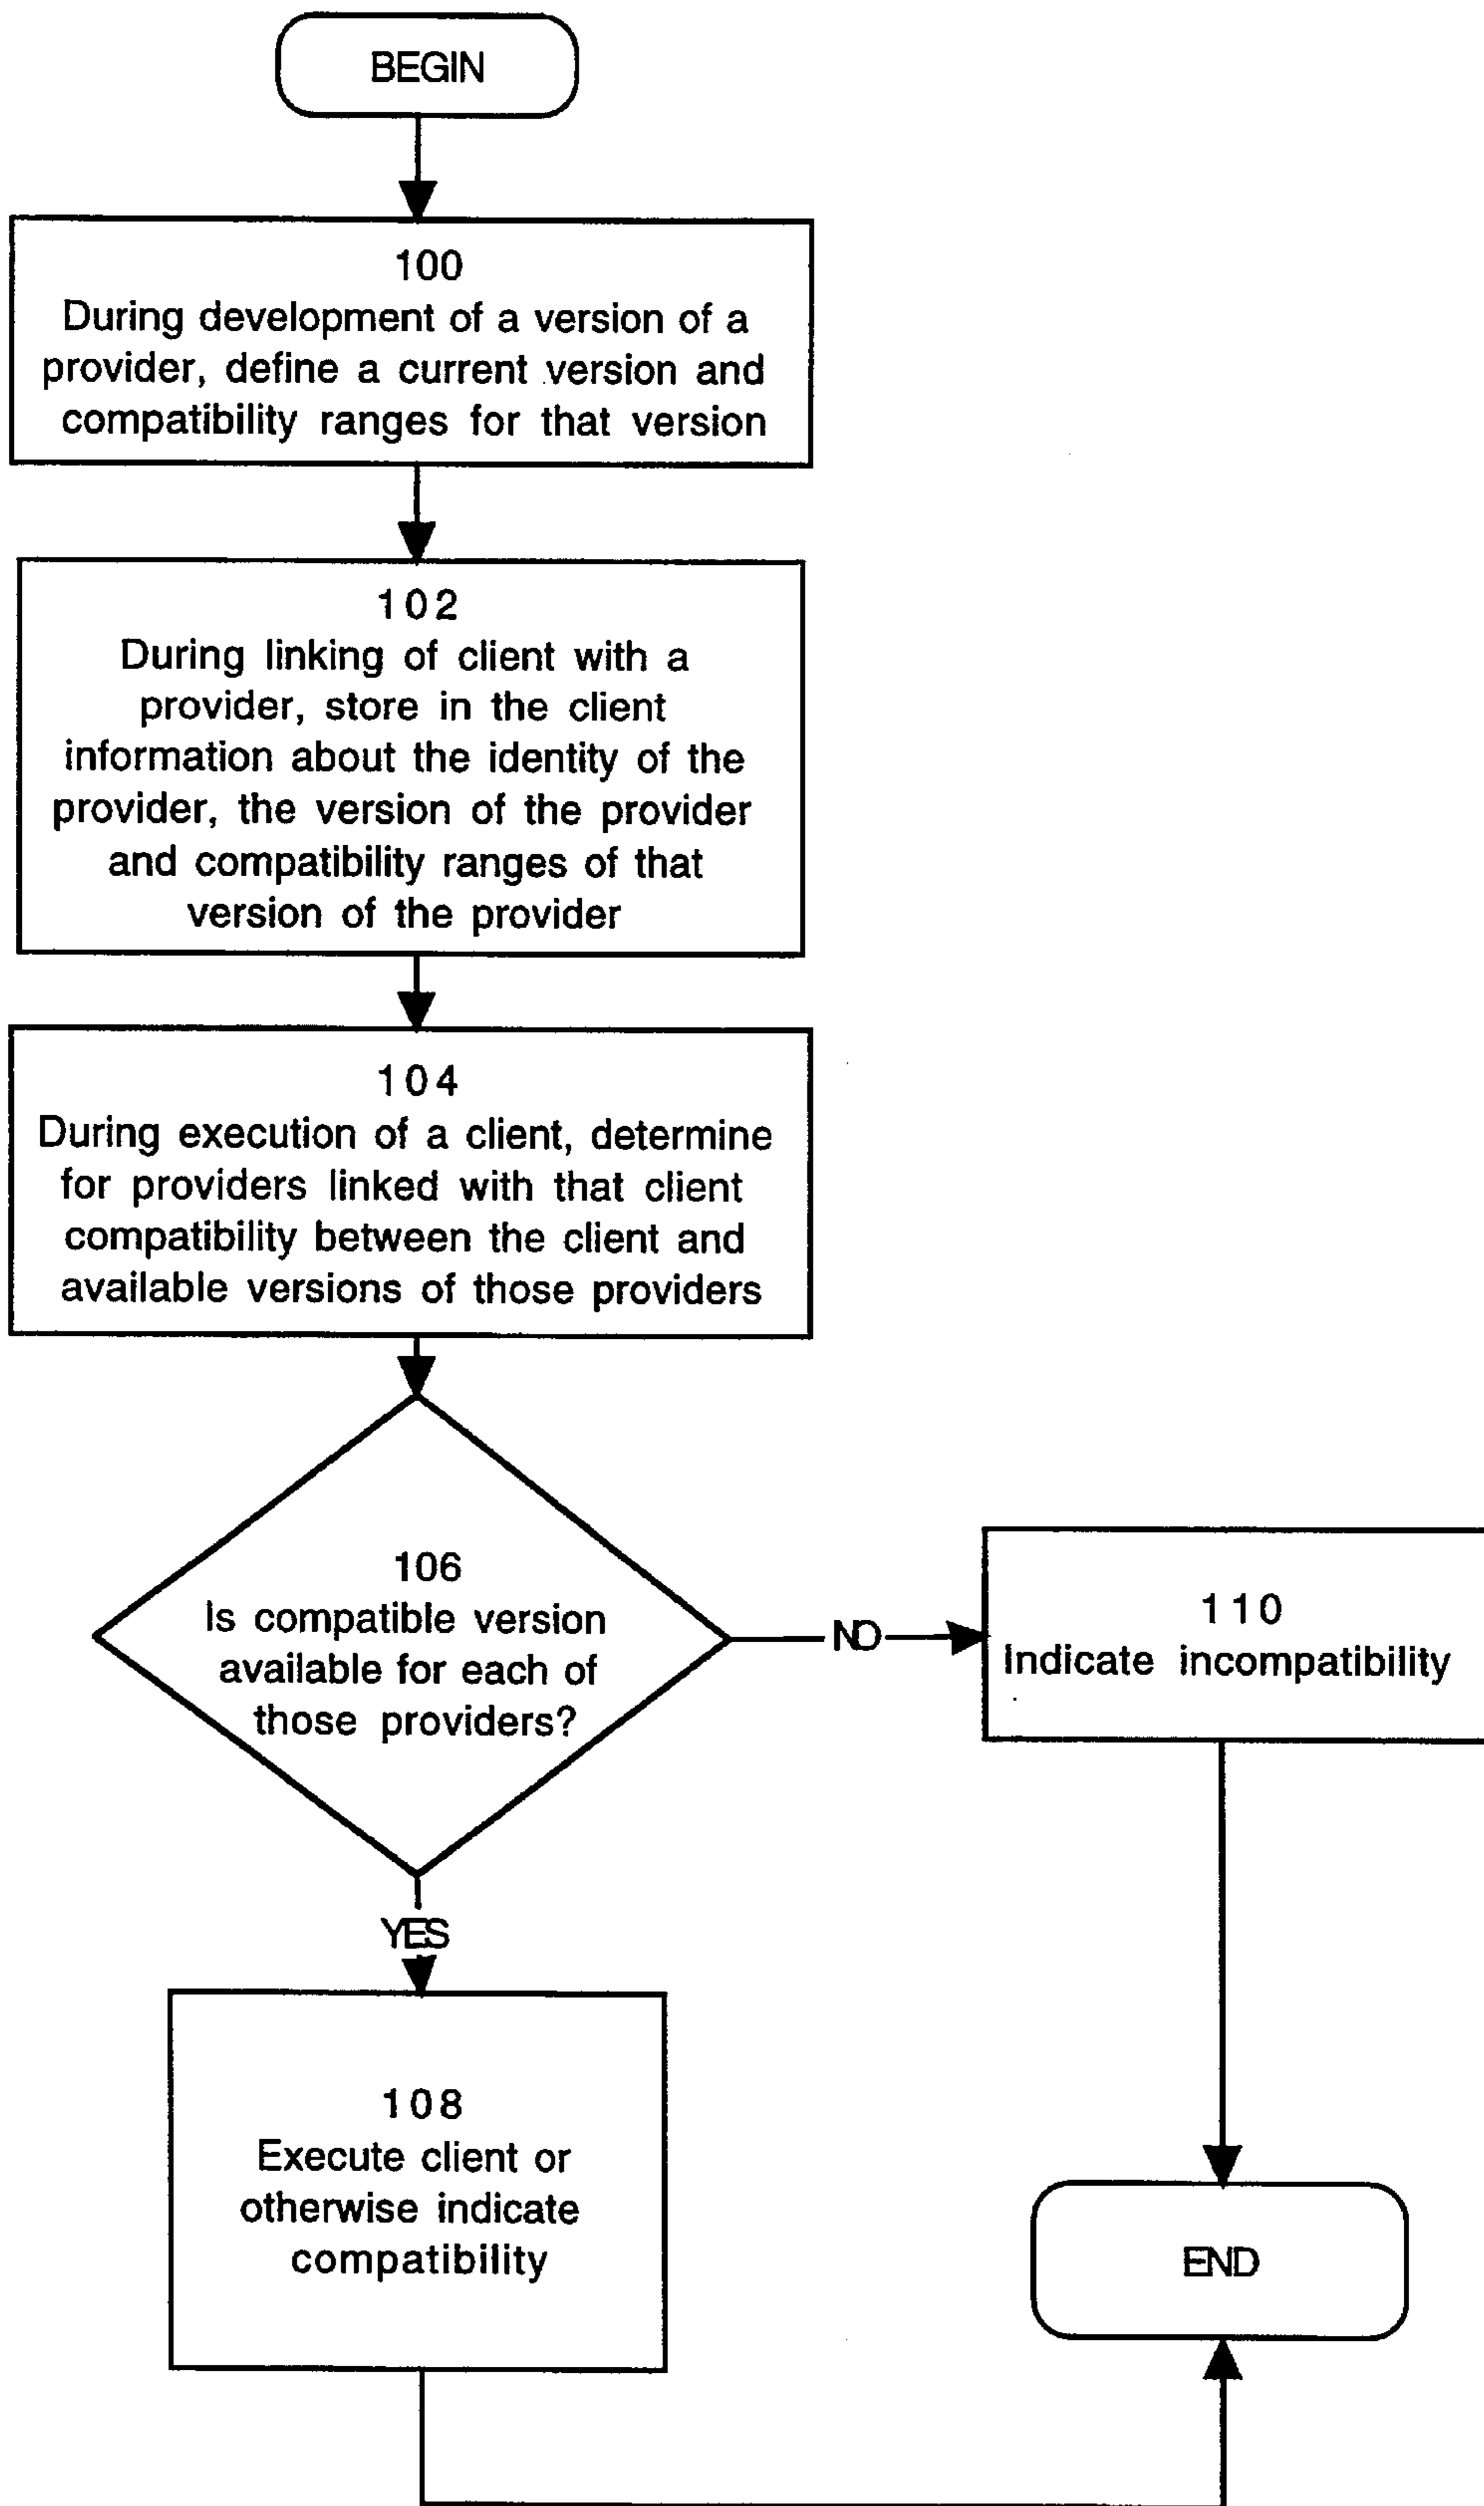 BEGIN
100
During development of a version of a
provider, define a current version and
compatibility ranges for that version
102
During linking of client with a
provider, store in the client
information about the identity of the
provider, the version of the provider
and compatibility ranges of that
version of the provider
104
During execution of a client, determine
for providers linked with that client
compatibility between the client and
available versions of those providers
106
Is compatible version
available for each of
those providers?
NO
110
Indicate incompatibility
YES
108
Execute client or
otherwise indicate
compatibility
END